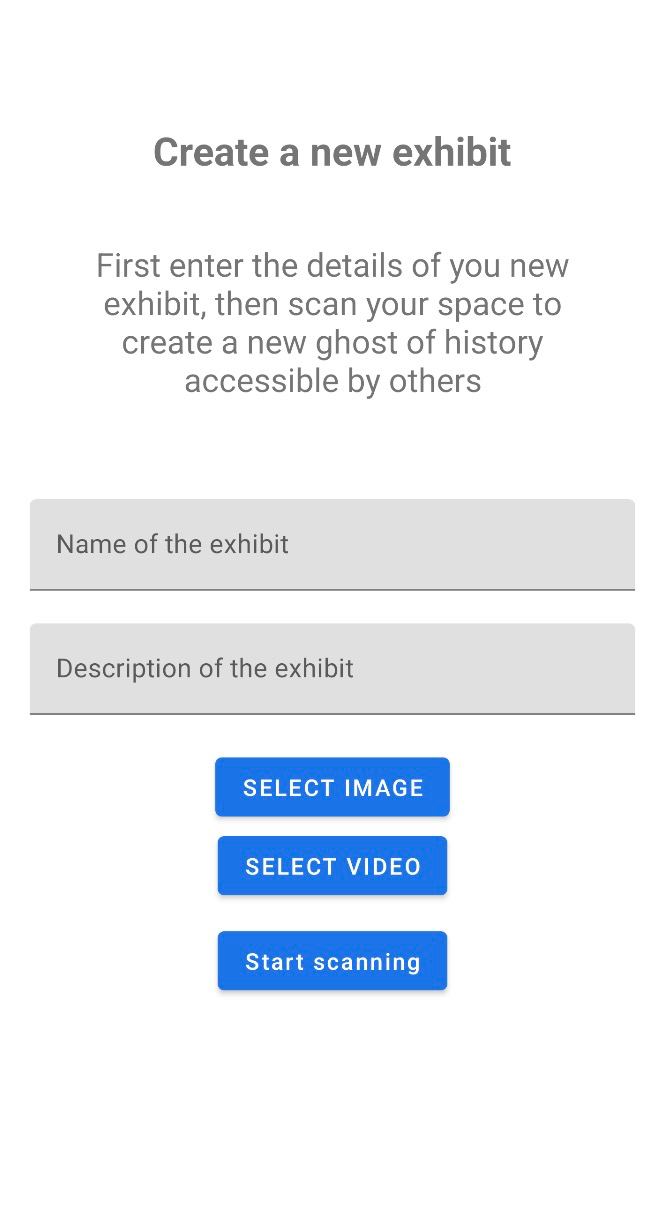 Create a new exhibit
First enter the details of you new
exhibit, then scan your space to
create a new ghost of history
accessible by others
Name of the exhibit
Description of the exhibit
SELECT IMAGE
SELECT VIDEO
Start scanning